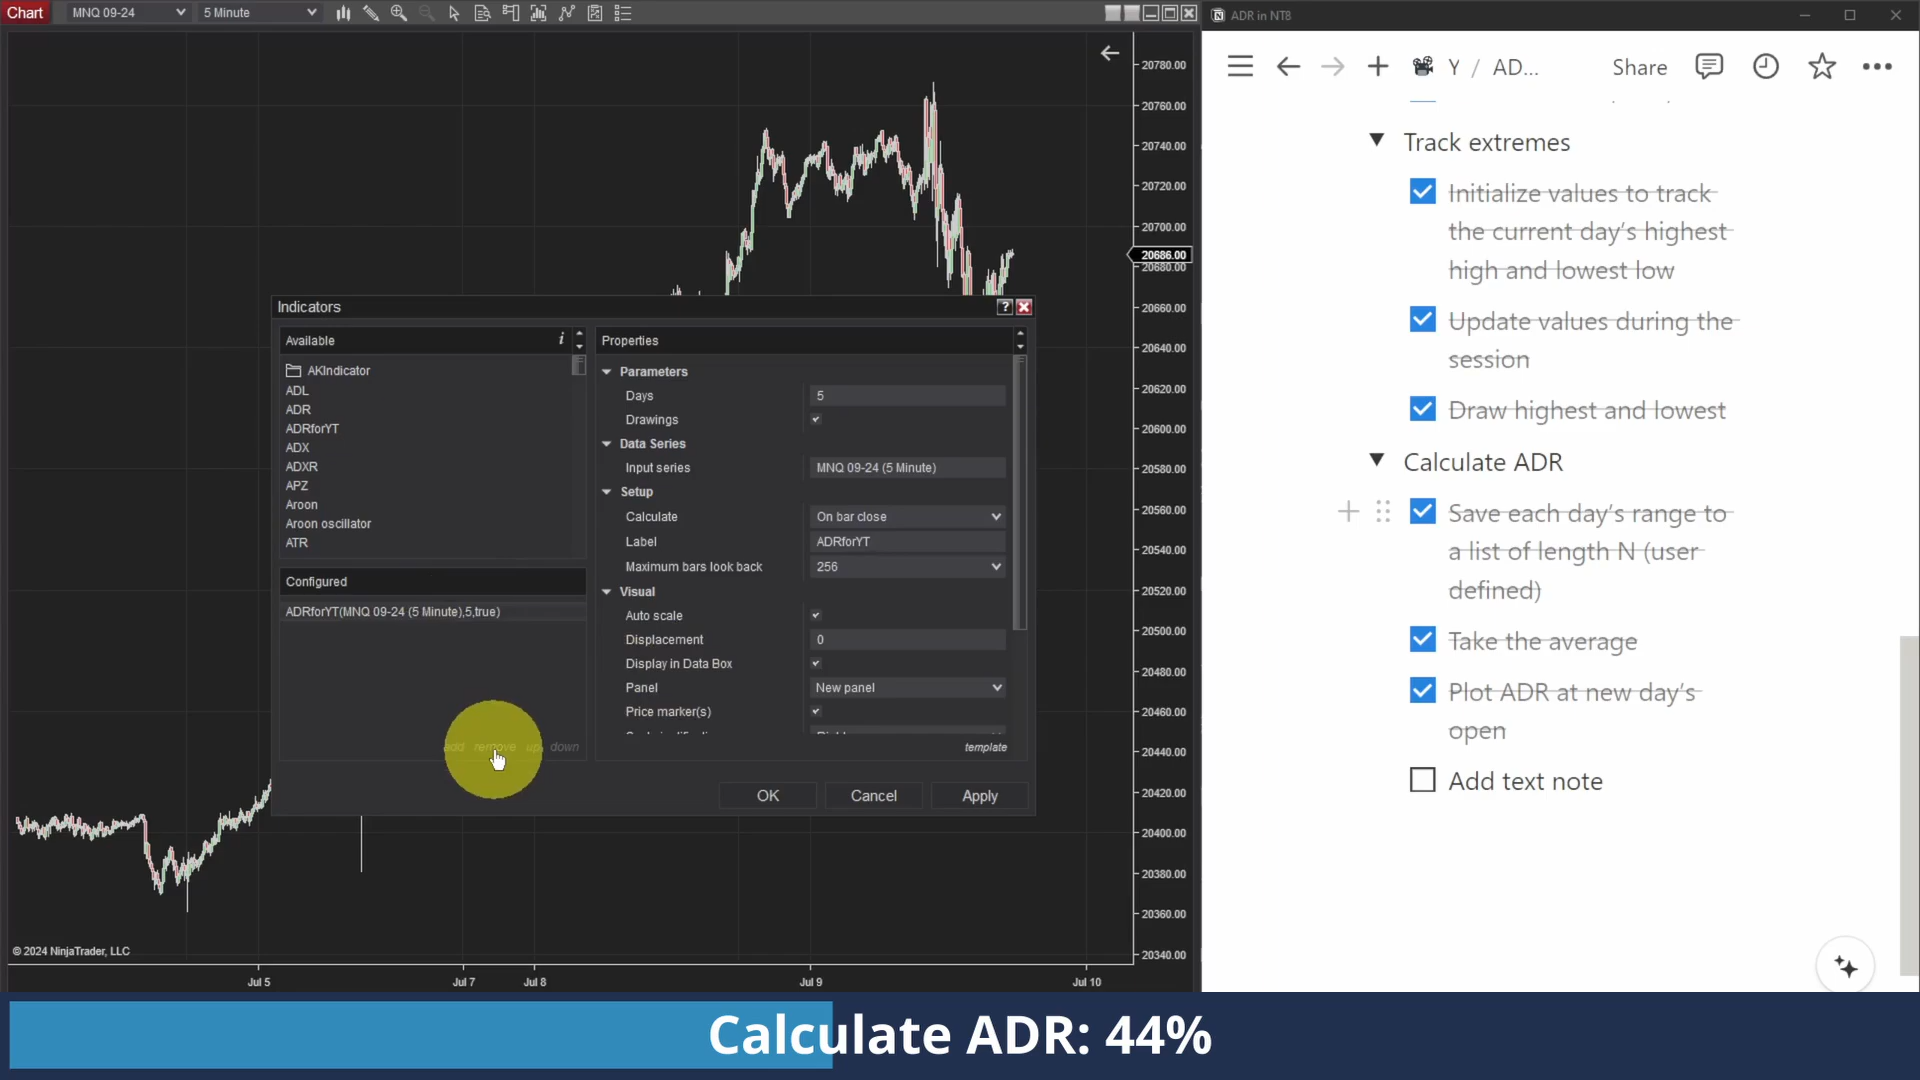 Chart
MNQ 09-24
5 Minute
20780.00
20760.00
20740.00
20720.00
20700.00
20686.00
20680.00
20660.00
20640.00
20620.00
20600.00
20580.00
20560.00
20540.00
20520.00
20500.00
20480.00
20460.00
20440.00
20420.00
20400.00
20380.00
20360.00
20340.00
Indicators
?
Available
i
AKIndicator
ADL
ADR
ADRforYT
ADX
ADXR
APZ
Aroon
Aroon oscillator
ATR
Configured
ADRforYT(MNQ 09-24 (5 Minute),5,true)
add remove up down
Properties
Parameters
Days 5
Drawings
Data Series
Input series MNQ 09-24 (5 Minute)
Setup
Calculate On bar close
Label ADRforYT
Maximum bars look back 256
Visual
Auto scale
Displacement 0
Display in Data Box
Panel New panel
Price marker(s)
template
OK Cancel Apply
© 2024 NinjaTrader, LLC
Jul 5 Jul 7 Jul 8 Jul 9 Jul 10
ADR in NT8
Y / AD... Share
Track extremes
Initialize values to track
the current day's highest
high and lowest low
Update values during the
session
Draw highest and lowest
Calculate ADR
Save each day's range to
a list of length N (user
defined)
Take the average
Plot ADR at new day's
open
Add text note
Calculate ADR: 44%